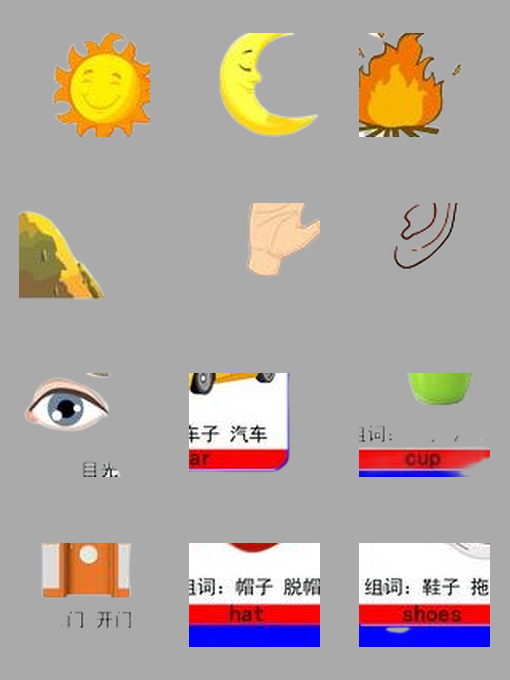 目光
车子 汽车
ar
词:
cup
门 开门
组词: 帽子 脱帽
hat
组词: 鞋子 拖
shoes